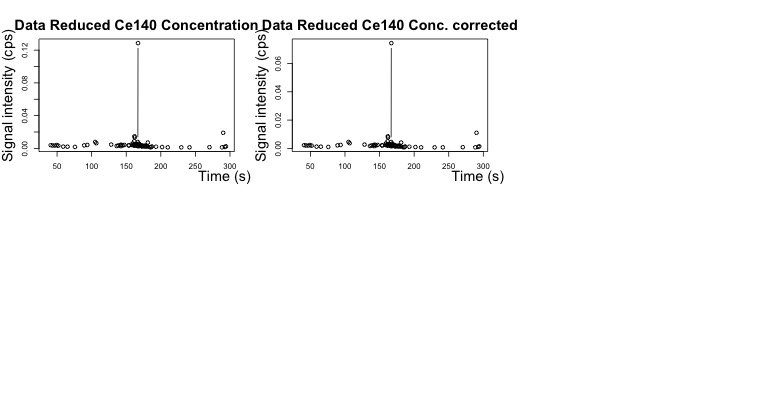 Data Reduced Ce140 Concentration
Signal intensity (cps)
0.00 0.04 0.08 0.12
50 100 150 200 250 300
Time (s)
Data Reduced Ce140 Conc. corrected
Signal intensity (cps)
0.00 0.02 0.04 0.06
50 100 150 200 250 300
Time (s)